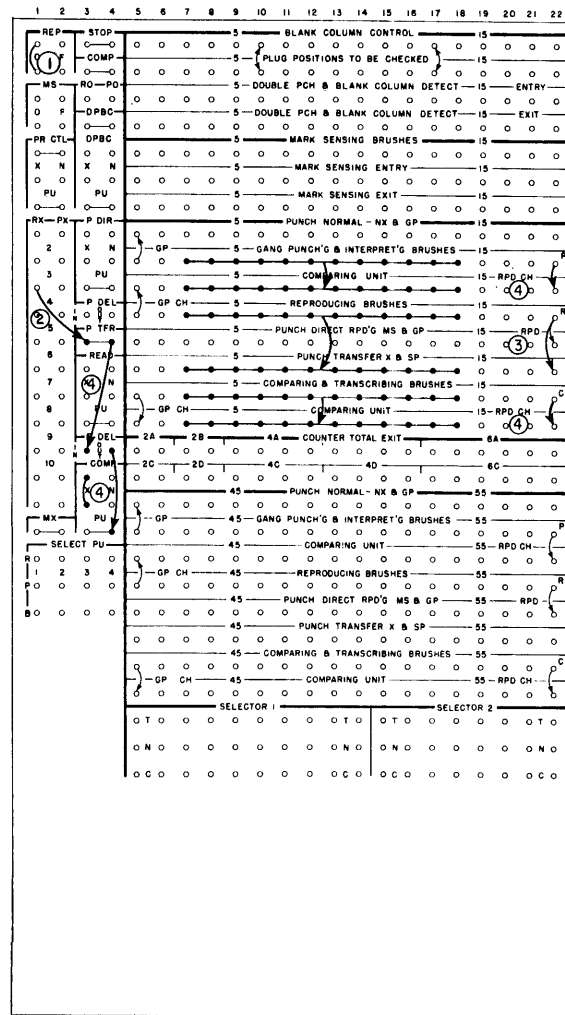 1 2 3 4 5 6 7 8 9 10 11 12 13 14 15 16 17 18 19 20 21 22
REP STOP 5 BLANK COLUMN CONTROL 15
1 F COMP 5 PLUG POSITIONS TO BE CHECKED 15
MS RO PO 5 DOUBLE PCH & BLANK COLUMN DETECT 15 ENTRY
O F DPBC 5 DOUBLE PCH & BLANK COLUMN DETECT 15 EXIT
PR CTL DPBC 5 MARK SENSING BRUSHES 15
X N X N 5 MARK SENSING ENTRY 15
PU PU 5 MARK SENSING EXIT 15
RX PX P DIR 5 PUNCH NORMAL-NX & GP 15
2 X N GP 5 GANG PUNCH'G & INTERPRET'G BRUSHES 15 P
3 PU 5 COMPARING UNIT 15 RPD CH 4
4 P DEL GP CH 5 REPRODUCING BRUSHES 15 R
2 5 P TFR 5 PUNCH DIRECT RPD'G MS & GP 15 RPD 3
6 READ 5 PUNCH TRANSFER X & SP 15
7 4 X N 5 COMPARING & TRANSCRIBING BRUSHES 15 C
8 PU GP CH 5 COMPARING UNIT 15 RPD CH 4
9 P DEL 2A 2B 4A COUNTER TOTAL EXIT 6A
10 COMP 2C 2D 4C 4D 6C
4 X N 45 PUNCH NORMAL-NX & GP 55
MX PU GP 45 GANG PUNCH'G & INTERPRET'G BRUSHES 55 P
SELECT PU 45 COMPARING UNIT 55 RPD CH
R 1 2 3 4 GP CH 45 REPRODUCING BRUSHES 55
P 45 PUNCH DIRECT RPD'G MS & GP 55 RPD R
B 45 PUNCH TRANSFER X & SP 55
45 COMPARING & TRANSCRIBING BRUSHES 55 C
GP CH 45 COMPARING UNIT 55 RPD CH
SELECTOR 1 SELECTOR 2
T T T T
N N N N
C C C C